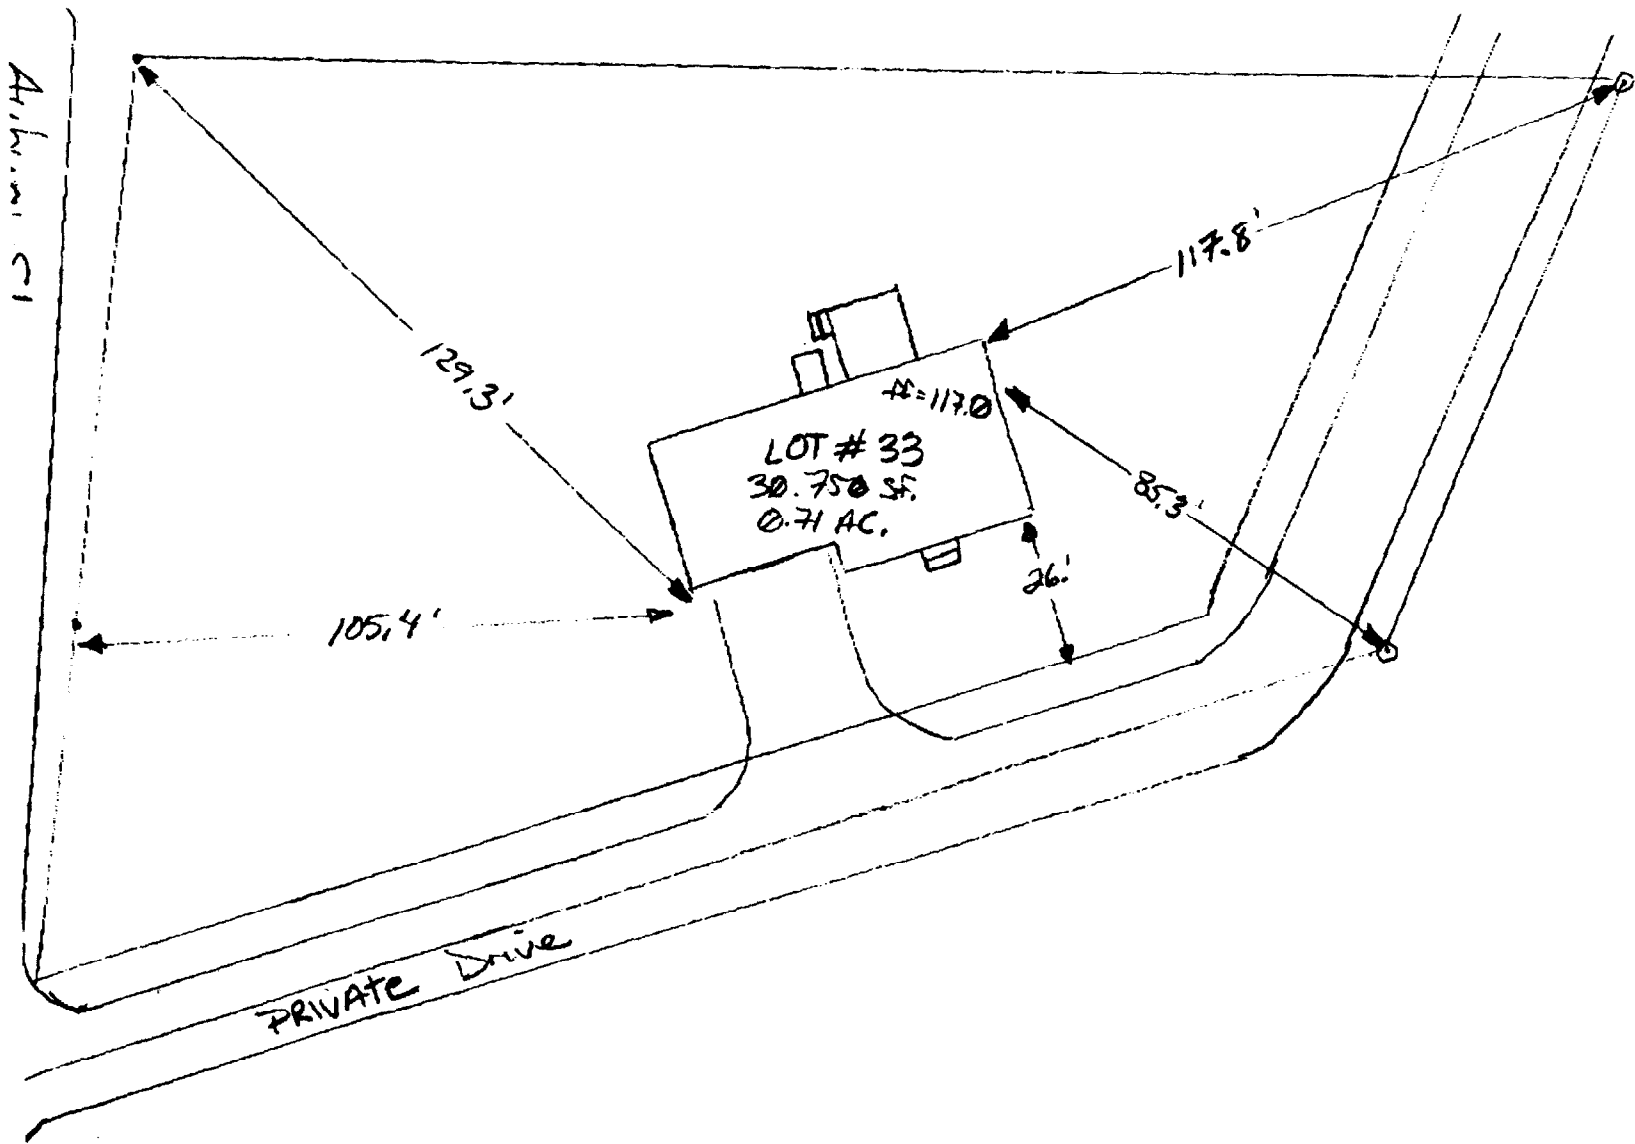 117.8'
129.3'
ff=117.0
LOT # 33
30.750 SF.
0.71 AC.
85.3'
26.'
105.4'
PRIVATE Drive